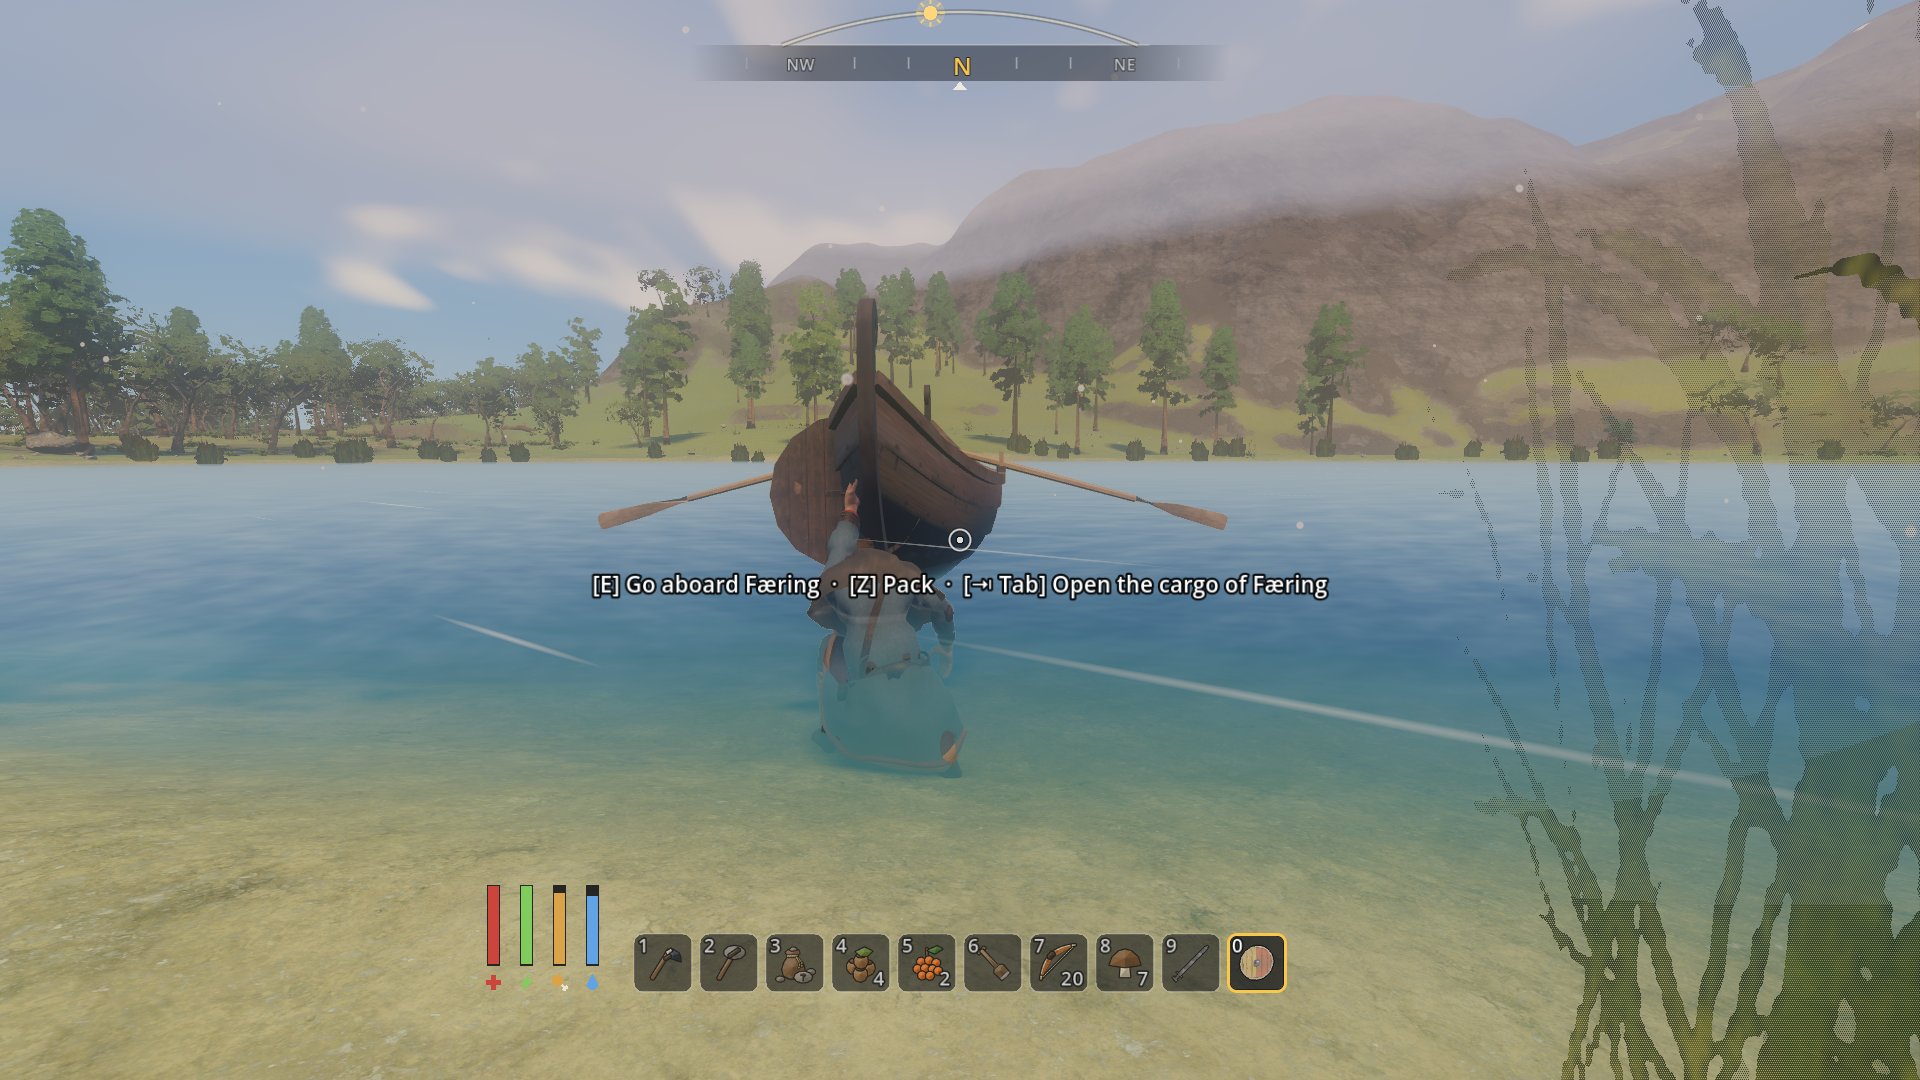 NW N NE
[E] Go aboard Færing · [Z] Pack · [⇥ Tab] Open the cargo of Færing
1 2 3 4 5 6 7 8 9 0
4 2 20 7